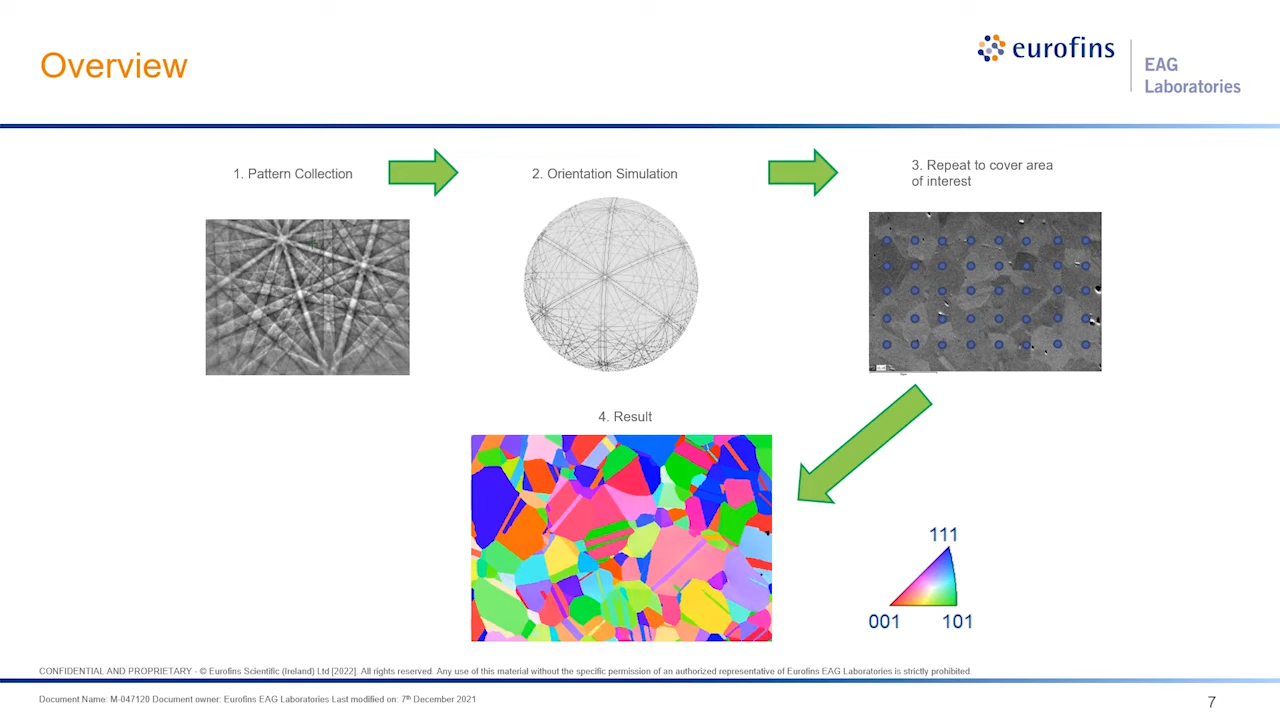 Overview
eurofins
EAG
Laboratories
1. Pattern Collection
2. Orientation Simulation
3. Repeat to cover area
of interest
4. Result
111
001
101
CONFIDENTIAL AND PROPRIETARY - © Eurofins Scientific (Ireland) Ltd [2022]. All rights reserved. Any use of this material without the specific permission of an authorized representative of Eurofins EAG Laboratories is strictly prohibited.
Document Name: M-047120 Document owner: Eurofins EAG Laboratories Last modified on: 7th December 2021
7